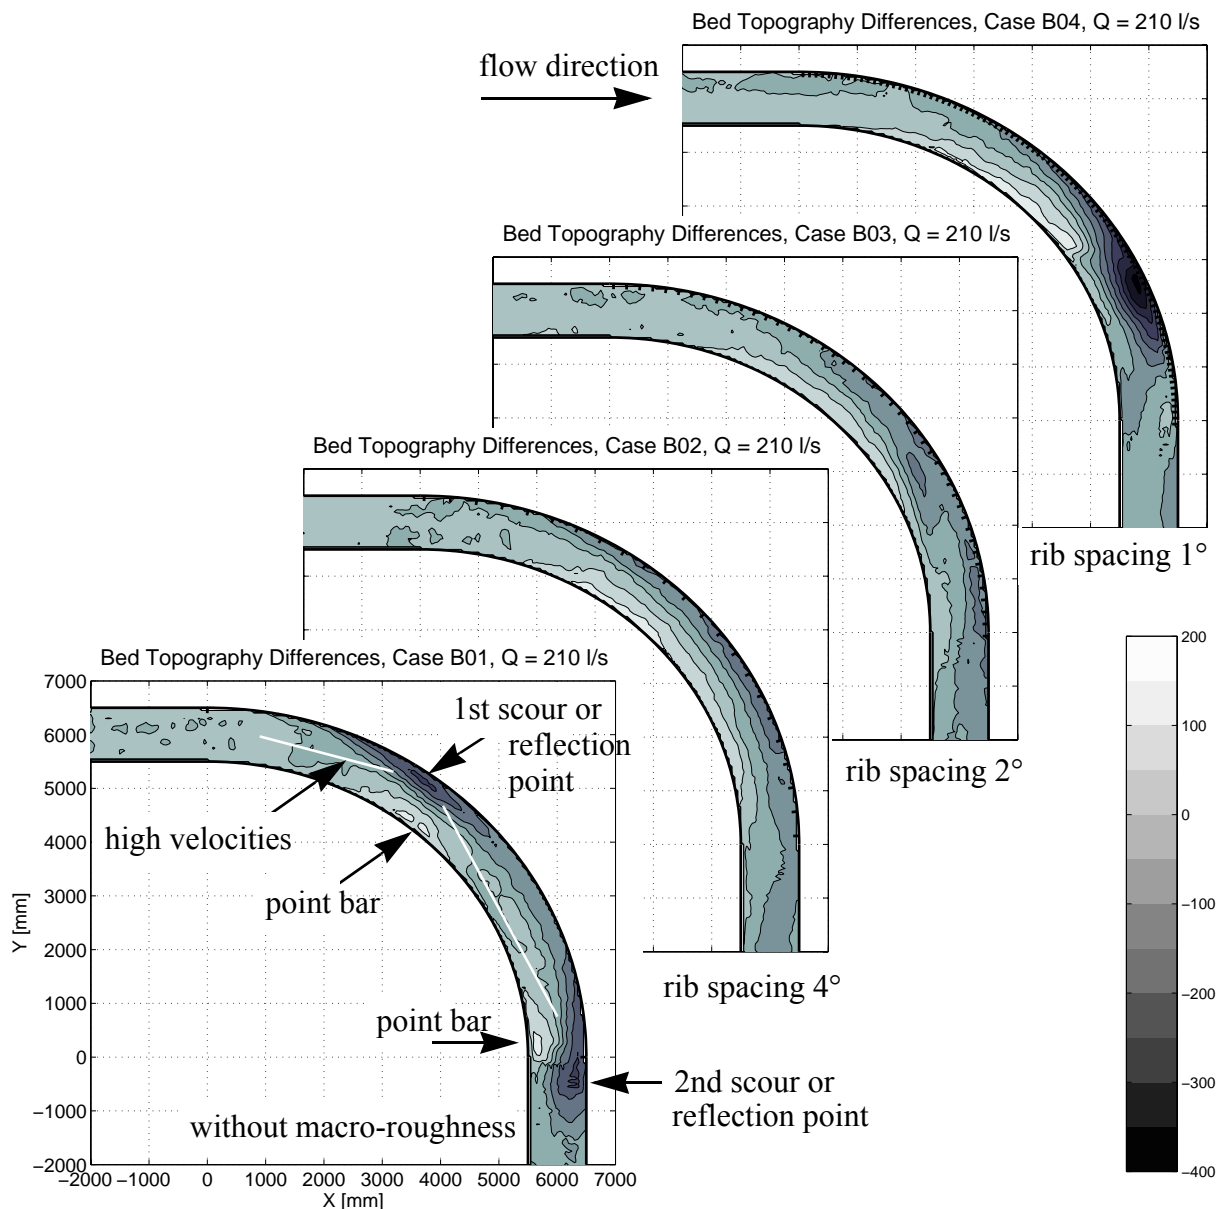 Bed Topography Differences, Case B04, Q = 210 l/s
flow direction
Bed Topography Differences, Case B03, Q = 210 l/s
rib spacing 1°
Bed Topography Differences, Case B02, Q = 210 l/s
rib spacing 2°
Bed Topography Differences, Case B01, Q = 210 l/s
1st scour or
reflection
point
high velocities
point bar
rib spacing 4°
point bar
2nd scour or
reflection point
without macro-roughness
7000
6000
5000
4000
3000
2000
1000
0
−1000
−2000
Y [mm]
−2000 −1000 0 1000 2000 3000 4000 5000 6000 7000
X [mm]
200
100
0
−100
−200
−300
−400